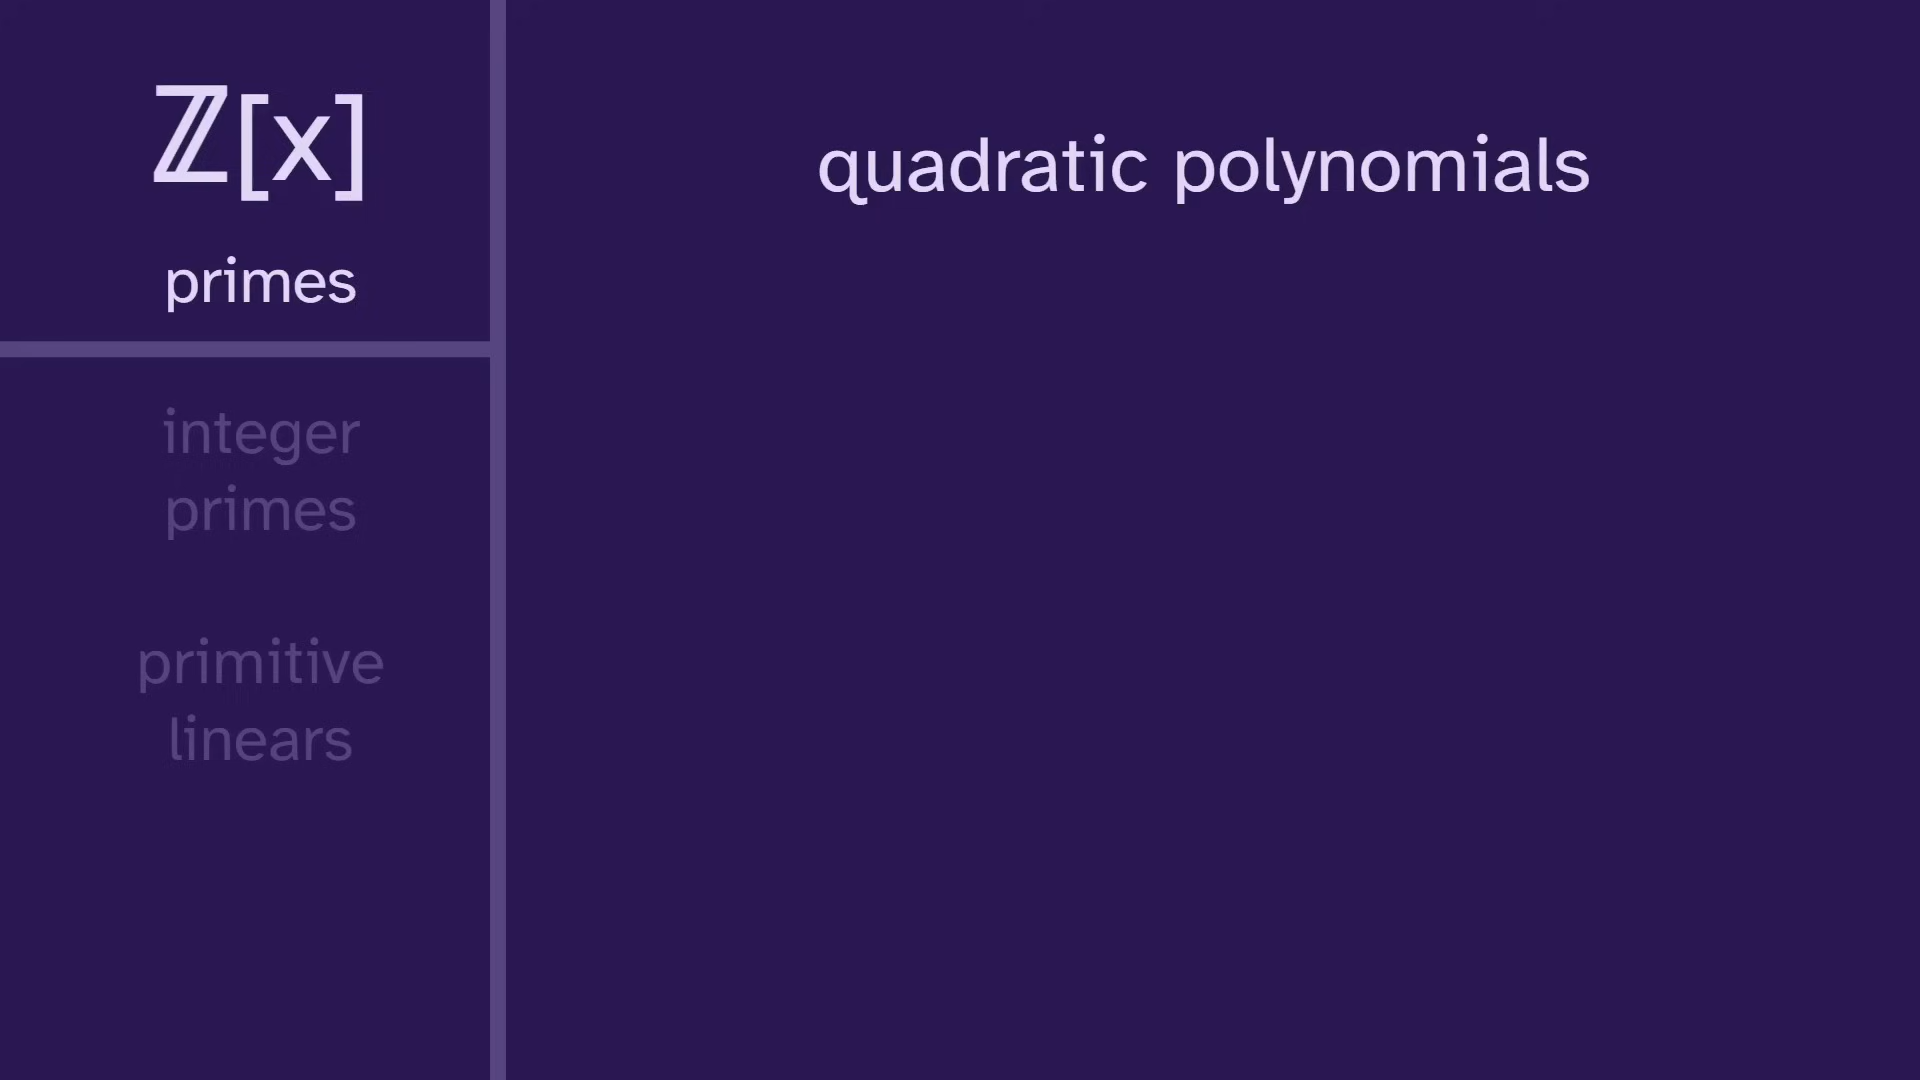 ℤ[x]
primes
integer
primes
primitive
linears
quadratic polynomials